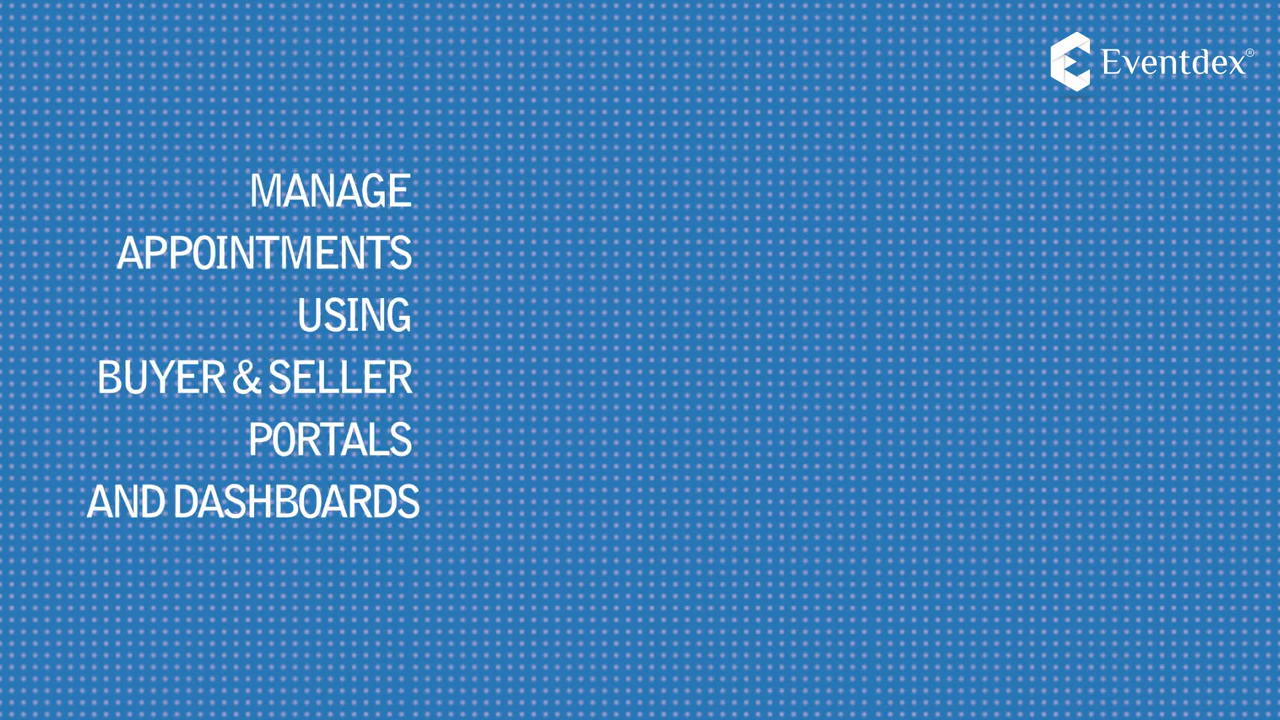 Eventdex®
MANAGE
APPOINTMENTS
USING
BUYER & SELLER
PORTALS
AND DASHBOARDS